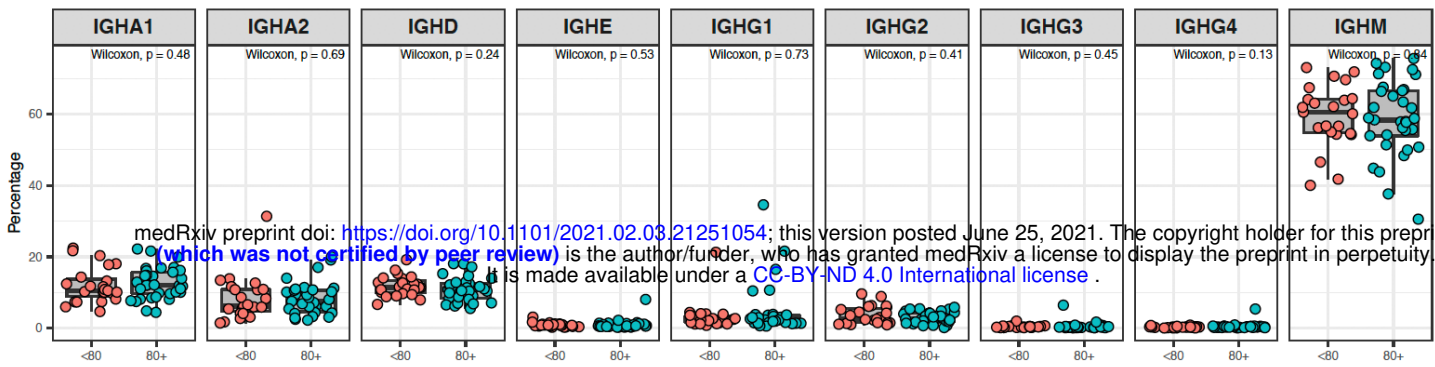 IGHA1 IGHA2 IGHD IGHE IGHG1 IGHG2 IGHG3 IGHG4 IGHM
Wilcoxon, p = 0.48 Wilcoxon, p = 0.69 Wilcoxon, p = 0.24 Wilcoxon, p = 0.53 Wilcoxon, p = 0.73 Wilcoxon, p = 0.41 Wilcoxon, p = 0.45 Wilcoxon, p = 0.13 Wilcoxon, p = 0.84
Percentage
60
40
medRxiv preprint doi: https://doi.org/10.1101/2021.02.03.21251054; this version posted June 25, 2021. The copyright holder for this prepri
(which was not certified by peer review) is the author/funder, who has granted medRxiv a license to display the preprint in perpetuity.
20
It is made available under a CC-BY-ND 4.0 International license .
0
<80 80+ <80 80+ <80 80+ <80 80+ <80 80+ <80 80+ <80 80+ <80 80+ <80 80+